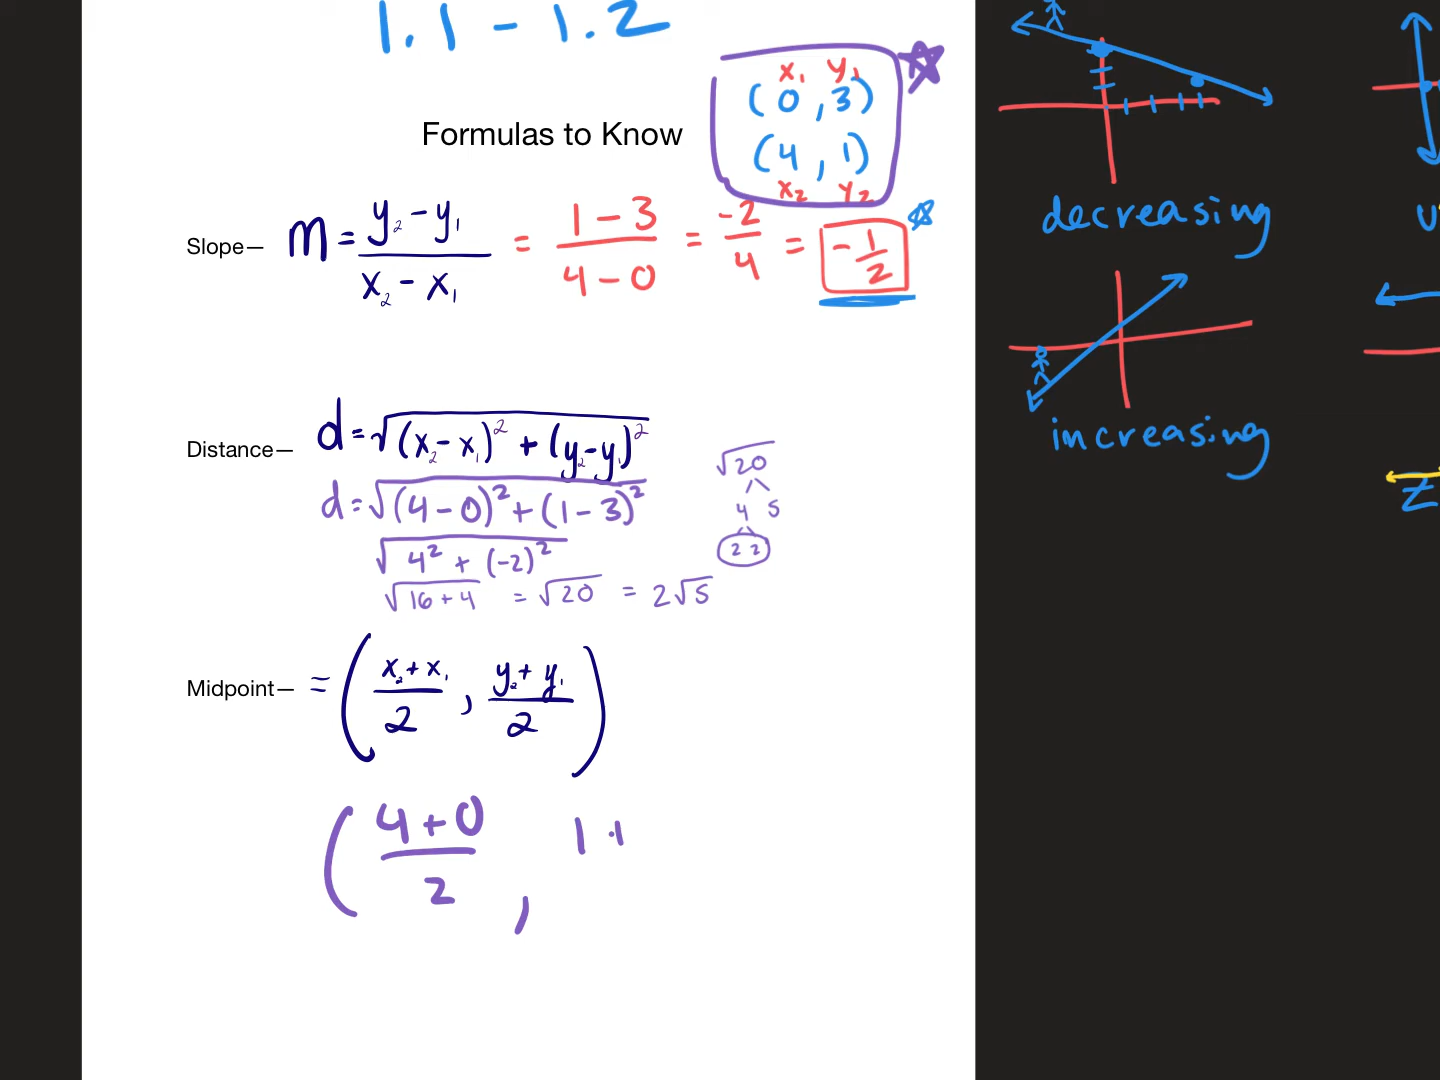 1.1 - 1.2
x₁ y₁
(0, 3)
Formulas to Know
(4, 1)
x₂ y₂
Slope— m = (y₂ - y₁)/(x₂ - x₁) = (1 - 3)/(4 - 0) = -2/4 = -1/2
Distance— d = √((x₂ - x₁)² + (y₂ - y₁)²)
d = √((4 - 0)² + (1 - 3)²)
√(4² + (-2)²)
√(16 + 4) = √20 = 2√5
√20
4 5
2 2
Midpoint— = ((x₂ + x₁)/2, (y₂ + y₁)/2)
((4 + 0)/2, 1 +
decreasing
increasing